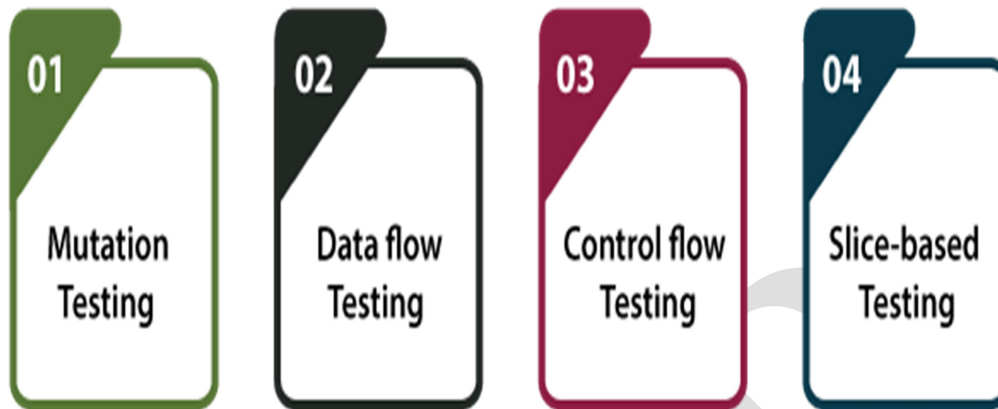 01
Mutation
Testing
02
Data flow
Testing
03
Control flow
Testing
04
Slice-based
Testing